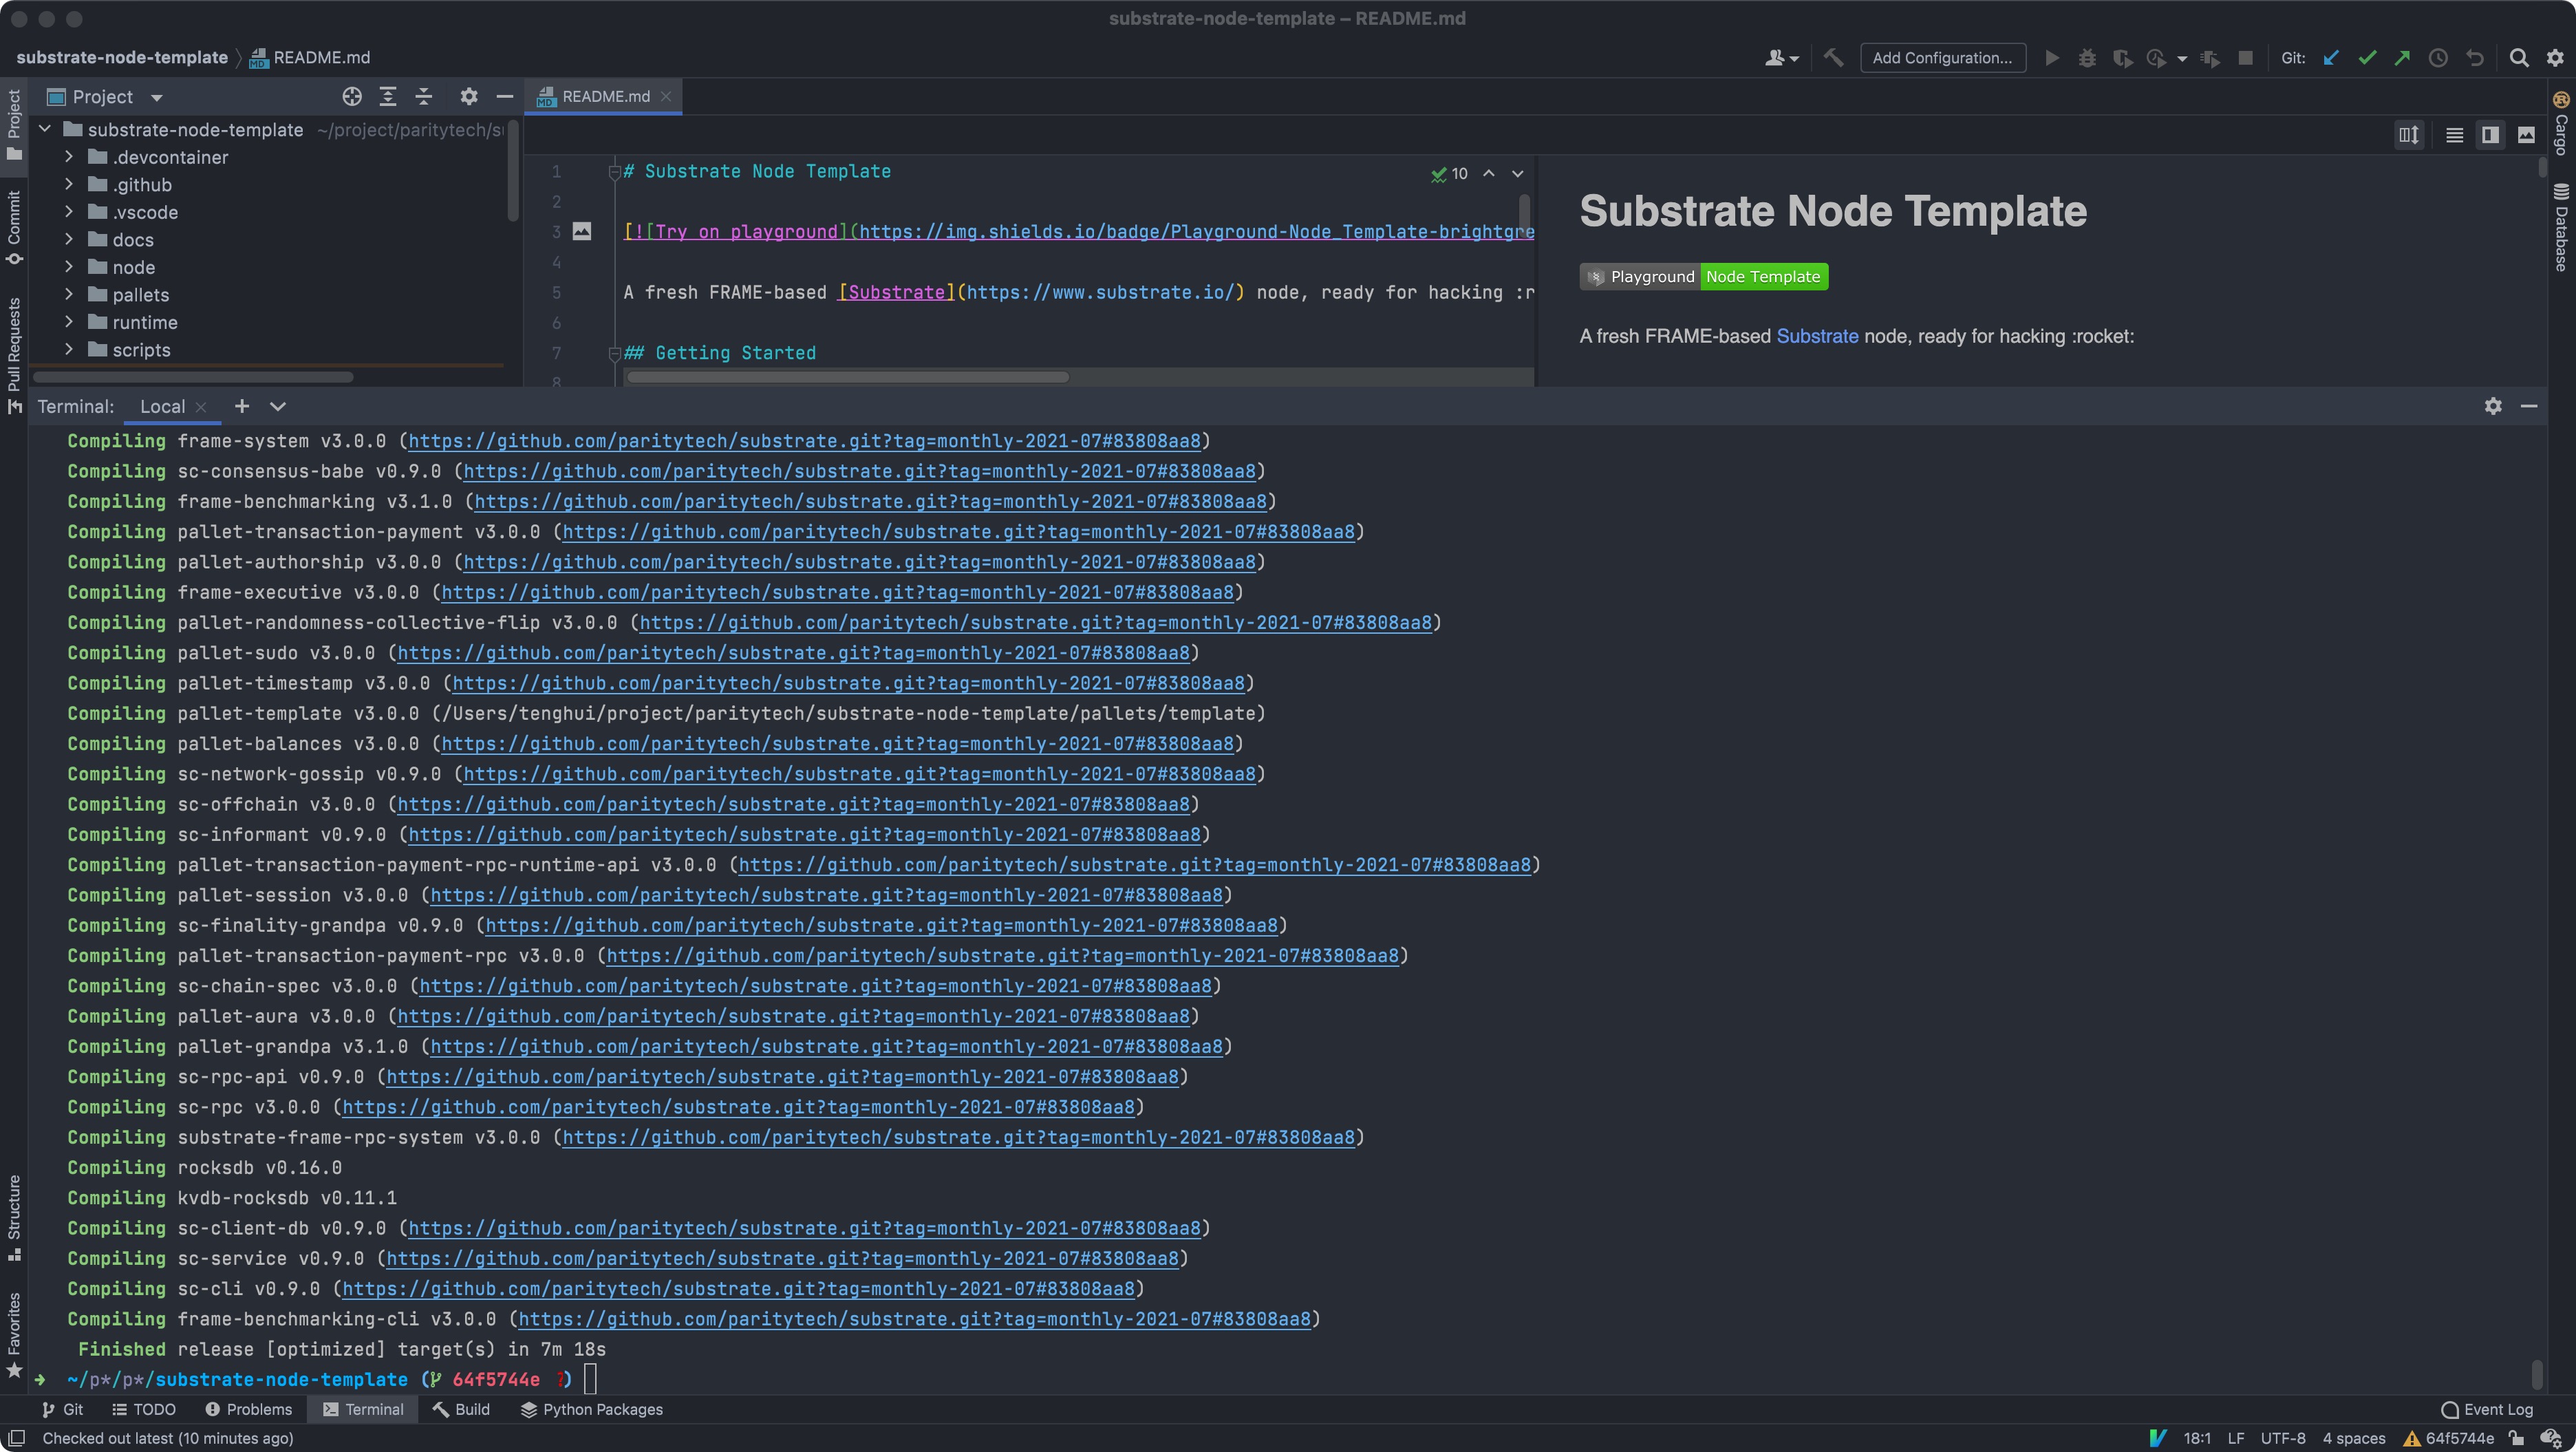 substrate-node-template – README.md
substrate-node-template README.md
Add Configuration...
Git:
Project
README.md
substrate-node-template ~/project/paritytech/s
.devcontainer
.github
.vscode
docs
node
pallets
runtime
scripts
1 # Substrate Node Template
2
3 [![Try on playground](https://img.shields.io/badge/Playground-Node_Template-brightgre
4
5 A fresh FRAME-based [Substrate](https://www.substrate.io/) node, ready for hacking :r
6
7 ## Getting Started
8
10
Substrate Node Template
Playground Node Template
A fresh FRAME-based Substrate node, ready for hacking :rocket:
Project
Commit
Pull Requests
Structure
Favorites
Cargo
Database
Terminal: Local
Compiling frame-system v3.0.0 (https://github.com/paritytech/substrate.git?tag=monthly-2021-07#83808aa8)
Compiling sc-consensus-babe v0.9.0 (https://github.com/paritytech/substrate.git?tag=monthly-2021-07#83808aa8)
Compiling frame-benchmarking v3.1.0 (https://github.com/paritytech/substrate.git?tag=monthly-2021-07#83808aa8)
Compiling pallet-transaction-payment v3.0.0 (https://github.com/paritytech/substrate.git?tag=monthly-2021-07#83808aa8)
Compiling pallet-authorship v3.0.0 (https://github.com/paritytech/substrate.git?tag=monthly-2021-07#83808aa8)
Compiling frame-executive v3.0.0 (https://github.com/paritytech/substrate.git?tag=monthly-2021-07#83808aa8)
Compiling pallet-randomness-collective-flip v3.0.0 (https://github.com/paritytech/substrate.git?tag=monthly-2021-07#83808aa8)
Compiling pallet-sudo v3.0.0 (https://github.com/paritytech/substrate.git?tag=monthly-2021-07#83808aa8)
Compiling pallet-timestamp v3.0.0 (https://github.com/paritytech/substrate.git?tag=monthly-2021-07#83808aa8)
Compiling pallet-template v3.0.0 (/Users/tenghui/project/paritytech/substrate-node-template/pallets/template)
Compiling pallet-balances v3.0.0 (https://github.com/paritytech/substrate.git?tag=monthly-2021-07#83808aa8)
Compiling sc-network-gossip v0.9.0 (https://github.com/paritytech/substrate.git?tag=monthly-2021-07#83808aa8)
Compiling sc-offchain v3.0.0 (https://github.com/paritytech/substrate.git?tag=monthly-2021-07#83808aa8)
Compiling sc-informant v0.9.0 (https://github.com/paritytech/substrate.git?tag=monthly-2021-07#83808aa8)
Compiling pallet-transaction-payment-rpc-runtime-api v3.0.0 (https://github.com/paritytech/substrate.git?tag=monthly-2021-07#83808aa8)
Compiling pallet-session v3.0.0 (https://github.com/paritytech/substrate.git?tag=monthly-2021-07#83808aa8)
Compiling sc-finality-grandpa v0.9.0 (https://github.com/paritytech/substrate.git?tag=monthly-2021-07#83808aa8)
Compiling pallet-transaction-payment-rpc v3.0.0 (https://github.com/paritytech/substrate.git?tag=monthly-2021-07#83808aa8)
Compiling sc-chain-spec v3.0.0 (https://github.com/paritytech/substrate.git?tag=monthly-2021-07#83808aa8)
Compiling pallet-aura v3.0.0 (https://github.com/paritytech/substrate.git?tag=monthly-2021-07#83808aa8)
Compiling pallet-grandpa v3.1.0 (https://github.com/paritytech/substrate.git?tag=monthly-2021-07#83808aa8)
Compiling sc-rpc-api v0.9.0 (https://github.com/paritytech/substrate.git?tag=monthly-2021-07#83808aa8)
Compiling sc-rpc v3.0.0 (https://github.com/paritytech/substrate.git?tag=monthly-2021-07#83808aa8)
Compiling substrate-frame-rpc-system v3.0.0 (https://github.com/paritytech/substrate.git?tag=monthly-2021-07#83808aa8)
Compiling rocksdb v0.16.0
Compiling kvdb-rocksdb v0.11.1
Compiling sc-client-db v0.9.0 (https://github.com/paritytech/substrate.git?tag=monthly-2021-07#83808aa8)
Compiling sc-service v0.9.0 (https://github.com/paritytech/substrate.git?tag=monthly-2021-07#83808aa8)
Compiling sc-cli v0.9.0 (https://github.com/paritytech/substrate.git?tag=monthly-2021-07#83808aa8)
Compiling frame-benchmarking-cli v3.0.0 (https://github.com/paritytech/substrate.git?tag=monthly-2021-07#83808aa8)
Finished release [optimized] target(s) in 7m 18s
➜ ~/p*/p*/substrate-node-template ( 64f5744e ?)
Git TODO Problems Terminal Build Python Packages Event Log
Checked out latest (10 minutes ago) 18:1 LF UTF-8 4 spaces 64f5744e